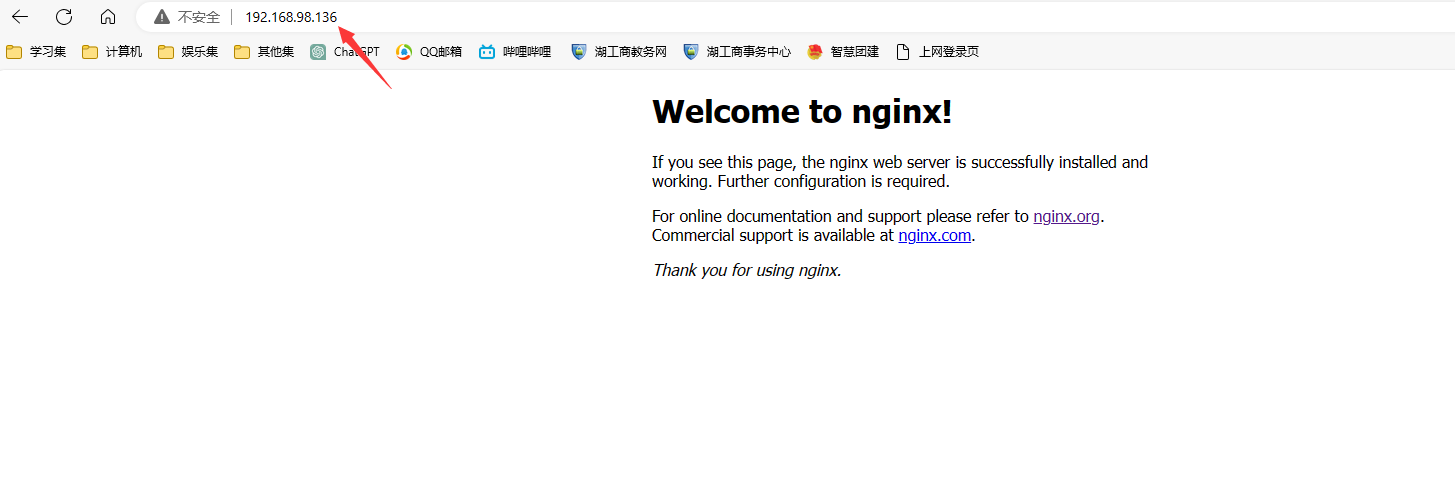 不安全 192.168.98.136
学习集 计算机 娱乐集 其他集 ChatGPT QQ邮箱 哔哩哔哩 湖工商教务网 湖工商事务中心 智慧团建 上网登录页
Welcome to nginx!
If you see this page, the nginx web server is successfully installed and
working. Further configuration is required.
For online documentation and support please refer to nginx.org.
Commercial support is available at nginx.com.
Thank you for using nginx.